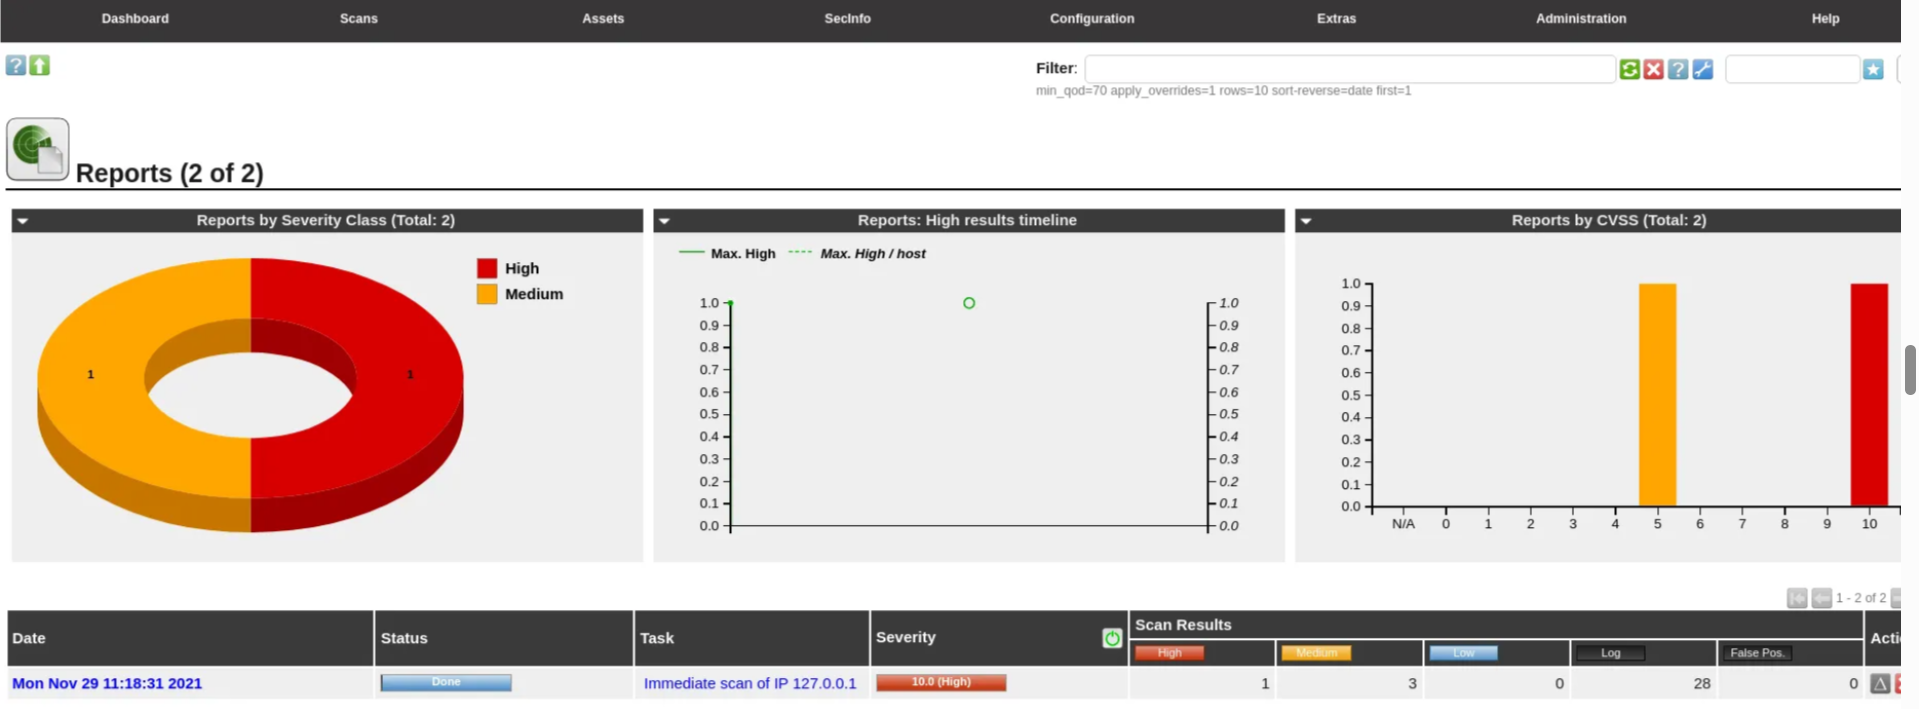 Dashboard Scans Assets SecInfo Configuration Extras Administration Help
Filter:
min_qod=70 apply_overrides=1 rows=10 sort-reverse=date first=1
Reports (2 of 2)
Reports by Severity Class (Total: 2)
High
Medium
1 1
Reports: High results timeline
Max. High Max. High / host
1.0 1.0
0.9 0.9
0.8 0.8
0.7 0.7
0.6 0.6
0.5 0.5
0.4 0.4
0.3 0.3
0.2 0.2
0.1 0.1
0.0 0.0
Reports by CVSS (Total: 2)
1.0
0.9
0.8
0.7
0.6
0.5
0.4
0.3
0.2
0.1
0.0
N/A 0 1 2 3 4 5 6 7 8 9 10
1 - 2 of 2
Date Status Task Severity Scan Results Acti
High Medium Low Log False Pos.
Mon Nov 29 11:18:31 2021 Done Immediate scan of IP 127.0.0.1 10.0 (High) 1 3 0 28 0